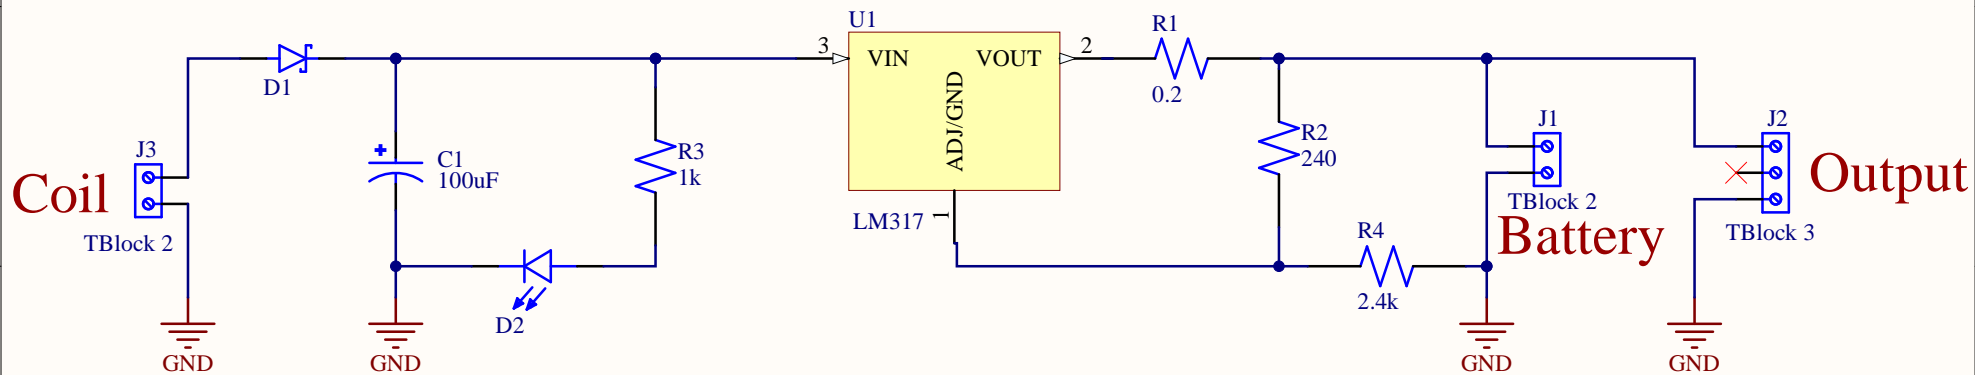 Coil
J3
TBlock 2
GND
D1
C1
100uF
GND
R3
1k
D2
U1
3
VIN
VOUT
2
ADJ/GND
LM317
1
R1
0.2
R2
240
R4
2.4k
J1
TBlock 2
Battery
GND
J2
TBlock 3
Output
GND